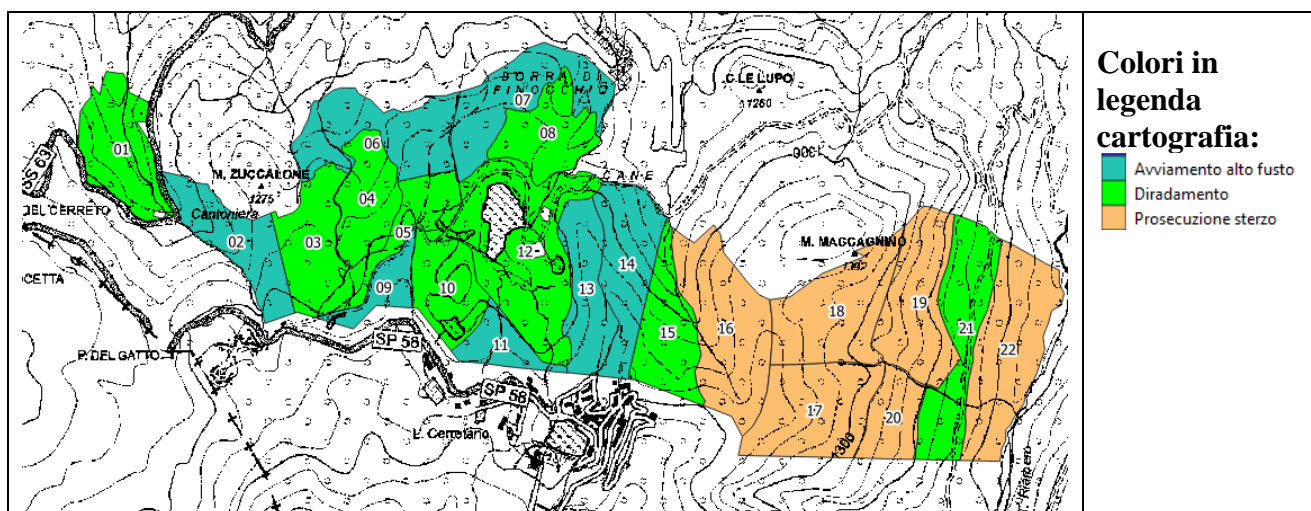 BORRA DI
FINOCCHIO
C. LE LUPO
1260
07
08
01
06
M. ZUCCALONE
1275
04
CANE
SS 63
DEL CERRETO
Cantoniera
02
03
05
12
M. MACCAGNINO
CETTA
09
10
13
14
15
16
18
19
21
22
11
SP 58
P. DEL GATTO
SP 58
17
20
1300
L. Cerretano
Colori in
legenda
cartografia:
Avviamento alto fusto
Diradamento
Prosecuzione sterzo